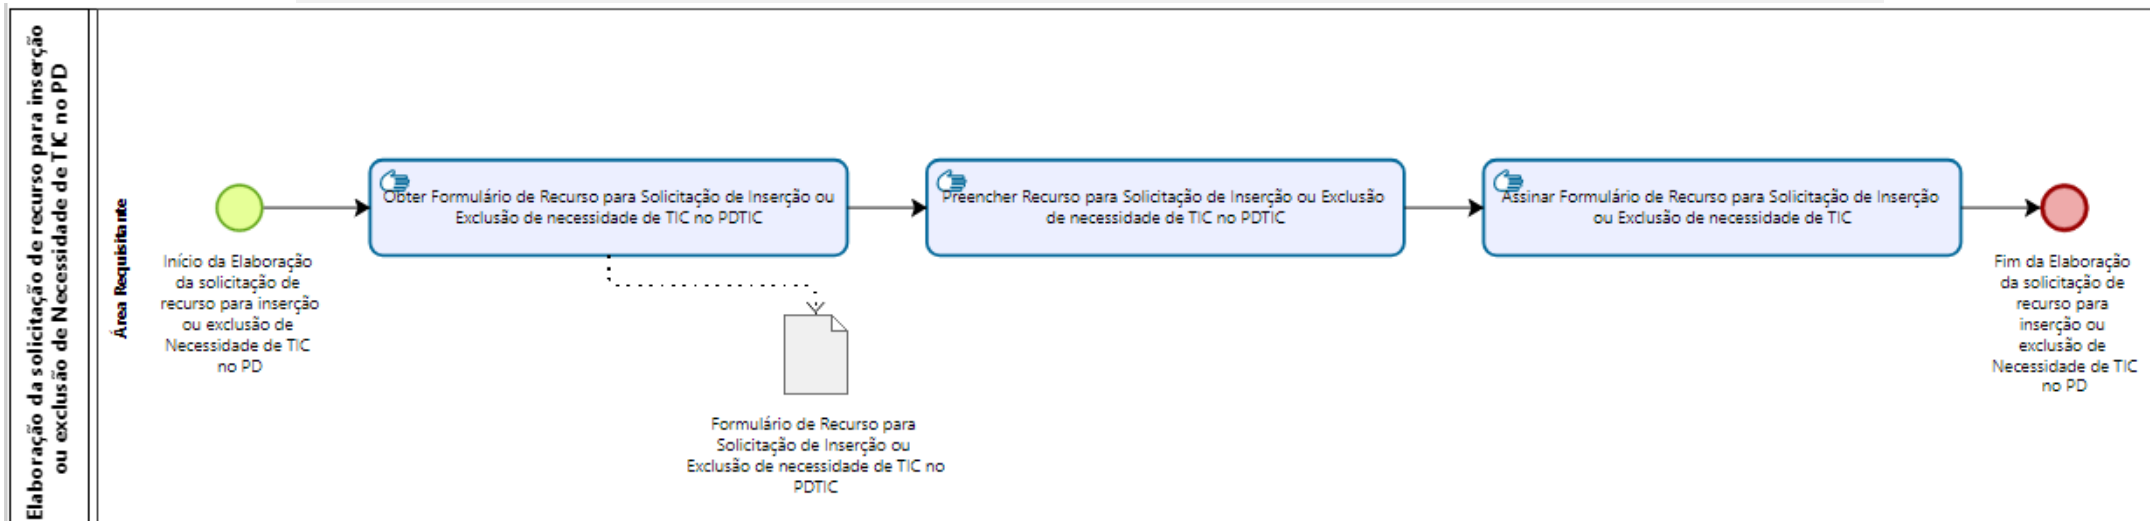 Elaboração da solicitação de recurso para inserção
ou exclusão de Necessidade de TIC no PD
Área Requisitante
Início da Elaboração
da solicitação de
recurso para inserção
ou exclusão de
Necessidade de TIC
no PD
Obter Formulário de Recurso para Solicitação de Inserção ou
Exclusão de necessidade de TIC no PDTIC
Formulário de Recurso para
Solicitação de Inserção ou
Exclusão de necessidade de TIC no
PDTIC
Preencher Recurso para Solicitação de Inserção ou Exclusão
de necessidade de TIC no PDTIC
Assinar Formulário de Recurso para Solicitação de Inserção
ou Exclusão de necessidade de TIC
Fim da Elaboração
da solicitação de
recurso para
inserção ou
exclusão de
Necessidade de TIC
no PD